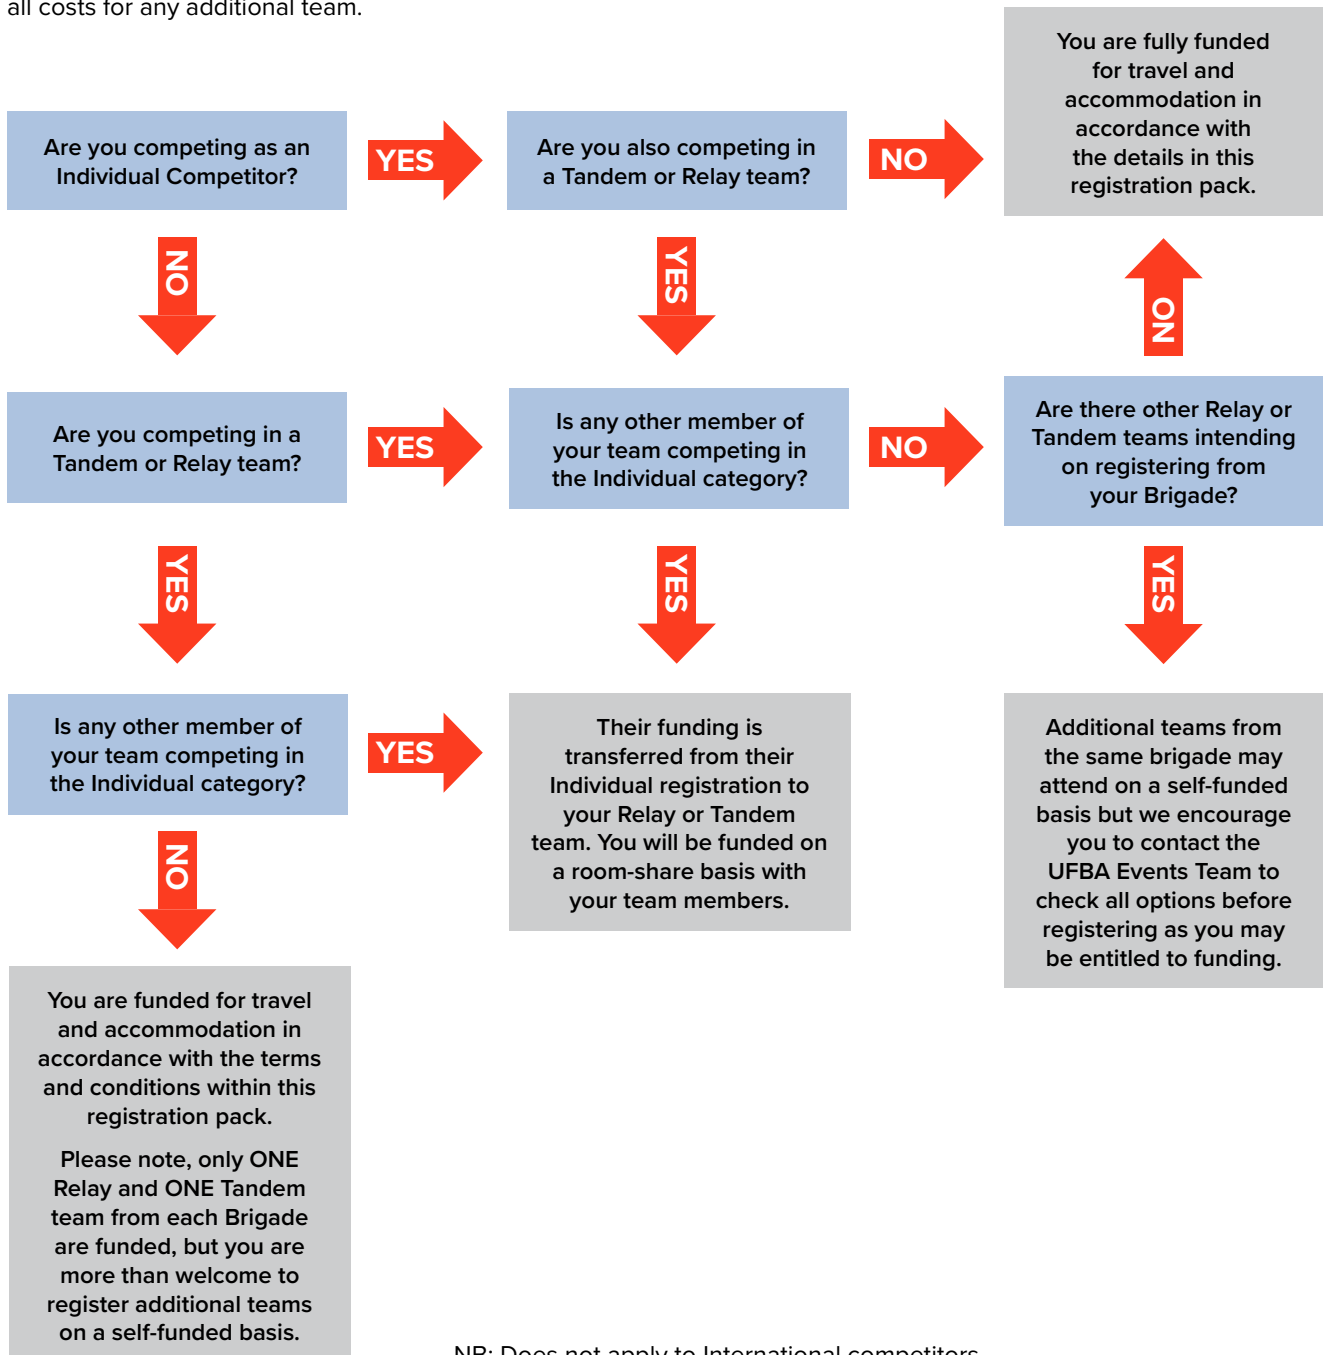 all costs for any additional team.
You are fully funded
for travel and
accommodation in
accordance with
the details in this
registration pack.
Are you competing as an
Individual Competitor?
YES
Are you also competing in
a Tandem or Relay team?
NO
NO
YES
NO
Are you competing in a
Tandem or Relay team?
YES
Is any other member of
your team competing in
the Individual category?
NO
Are there other Relay or
Tandem teams intending
on registering from
your Brigade?
YES
YES
YES
Is any other member of
your team competing in
the Individual category?
YES
Their funding is
transferred from their
Individual registration to
your Relay or Tandem
team. You will be funded on
a room-share basis with
your team members.
Additional teams from
the same brigade may
attend on a self-funded
basis but we encourage
you to contact the
UFBA Events Team to
check all options before
registering as you may
be entitled to funding.
NO
You are funded for travel
and accommodation in
accordance with the terms
and conditions within this
registration pack.
Please note, only ONE
Relay and ONE Tandem
team from each Brigade
are funded, but you are
more than welcome to
register additional teams
on a self-funded basis.
NB: Does not apply to International competitors